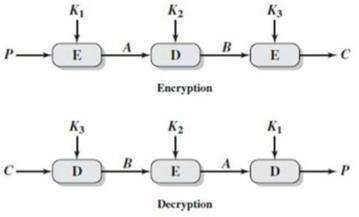 K₁ K₂ K₃
P E A D B E C
Encryption
K₃ K₂ K₁
C D B E A D P
Decryption